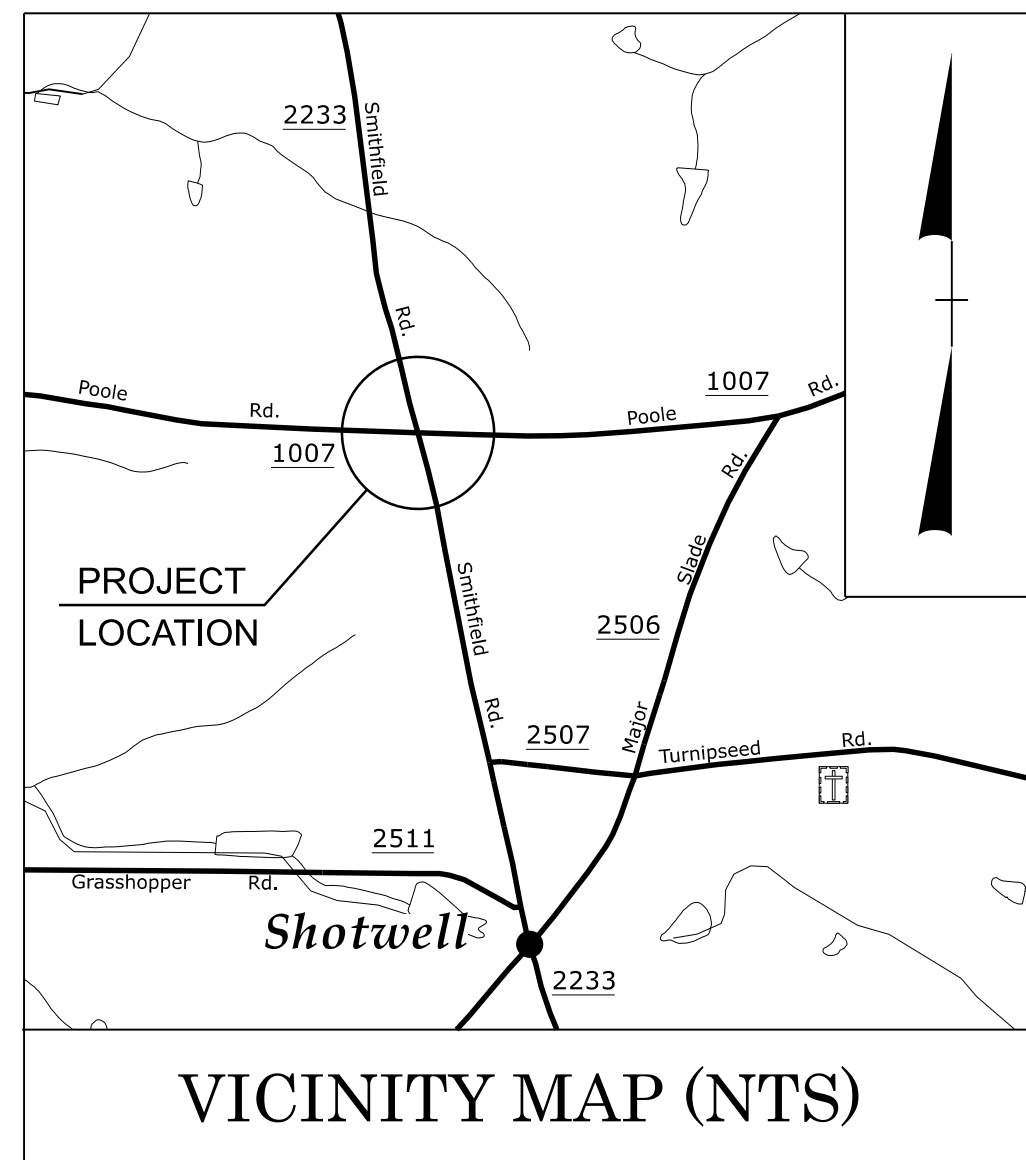 2233
Smithfield
Rd.
Poole
Rd.
1007
Poole
1007
Rd.
PROJECT
LOCATION
Smithfield
Rd.
Rd.
Slade
2506
Major
2507
Turnipseed
Rd.
2511
Grasshopper
Rd.
Shotwell
2233
VICINITY MAP (NTS)